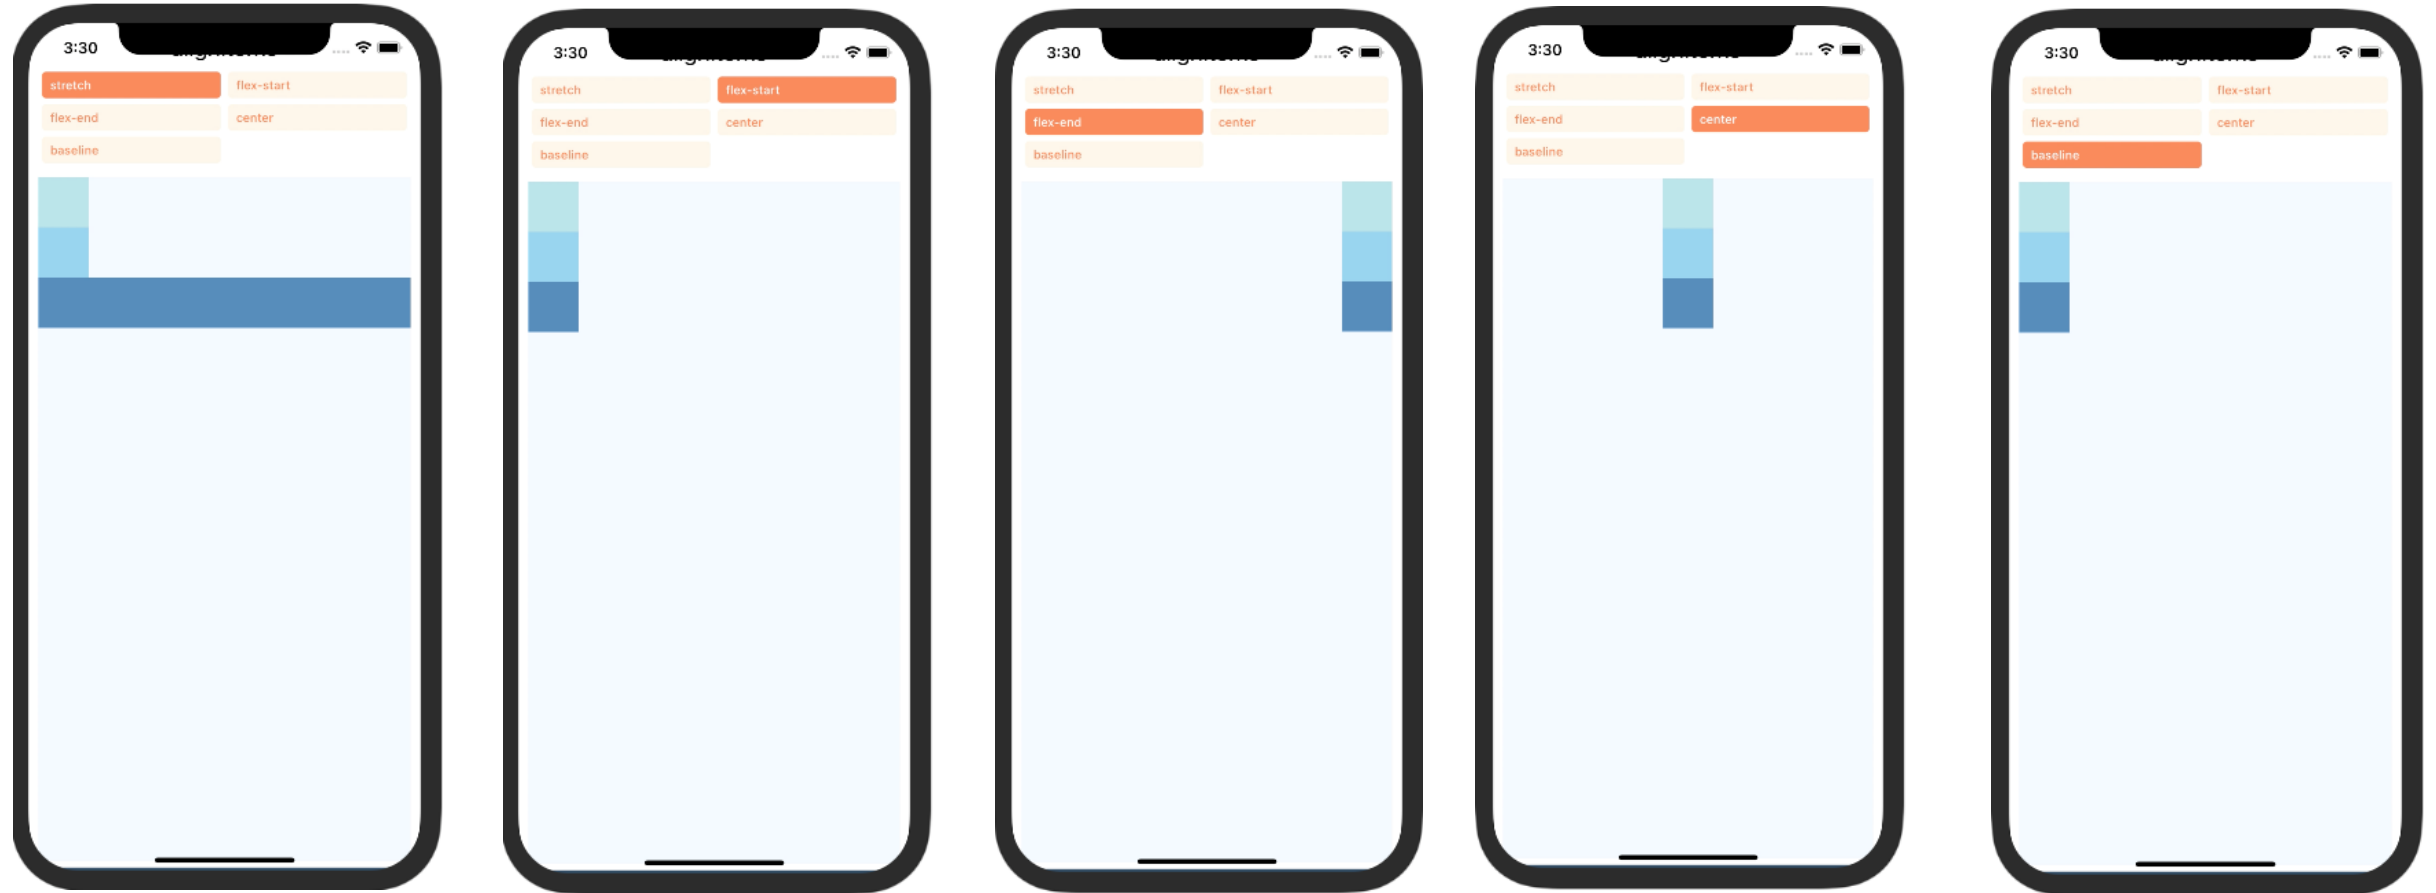 3:30
stretch flex-start
flex-end center
baseline
3:30
stretch flex-start
flex-end center
baseline
3:30
stretch flex-start
flex-end center
baseline
3:30
stretch flex-start
flex-end center
baseline
3:30
stretch flex-start
flex-end center
baseline